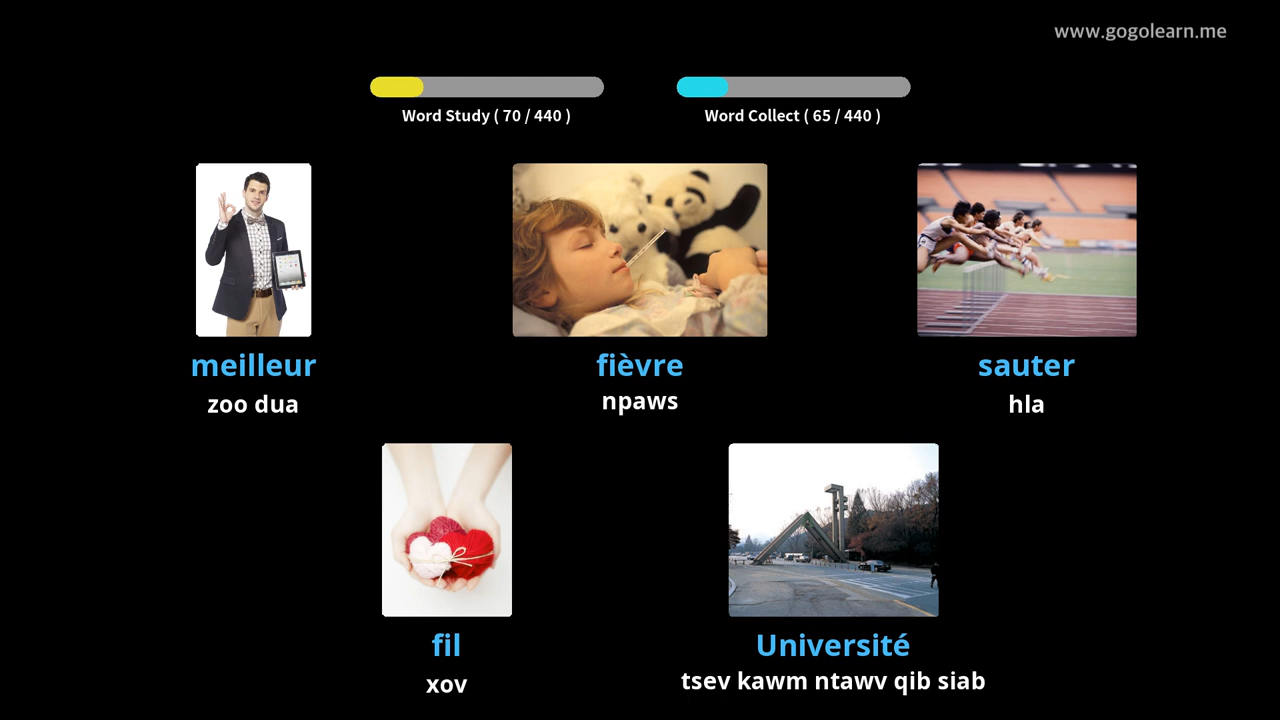 www.gogolearn.me
Word Study ( 70 / 440 )
Word Collect ( 65 / 440 )
meilleur
zoo dua
fièvre
npaws
sauter
hla
fil
xov
Université
tsev kawm ntawv qib siab